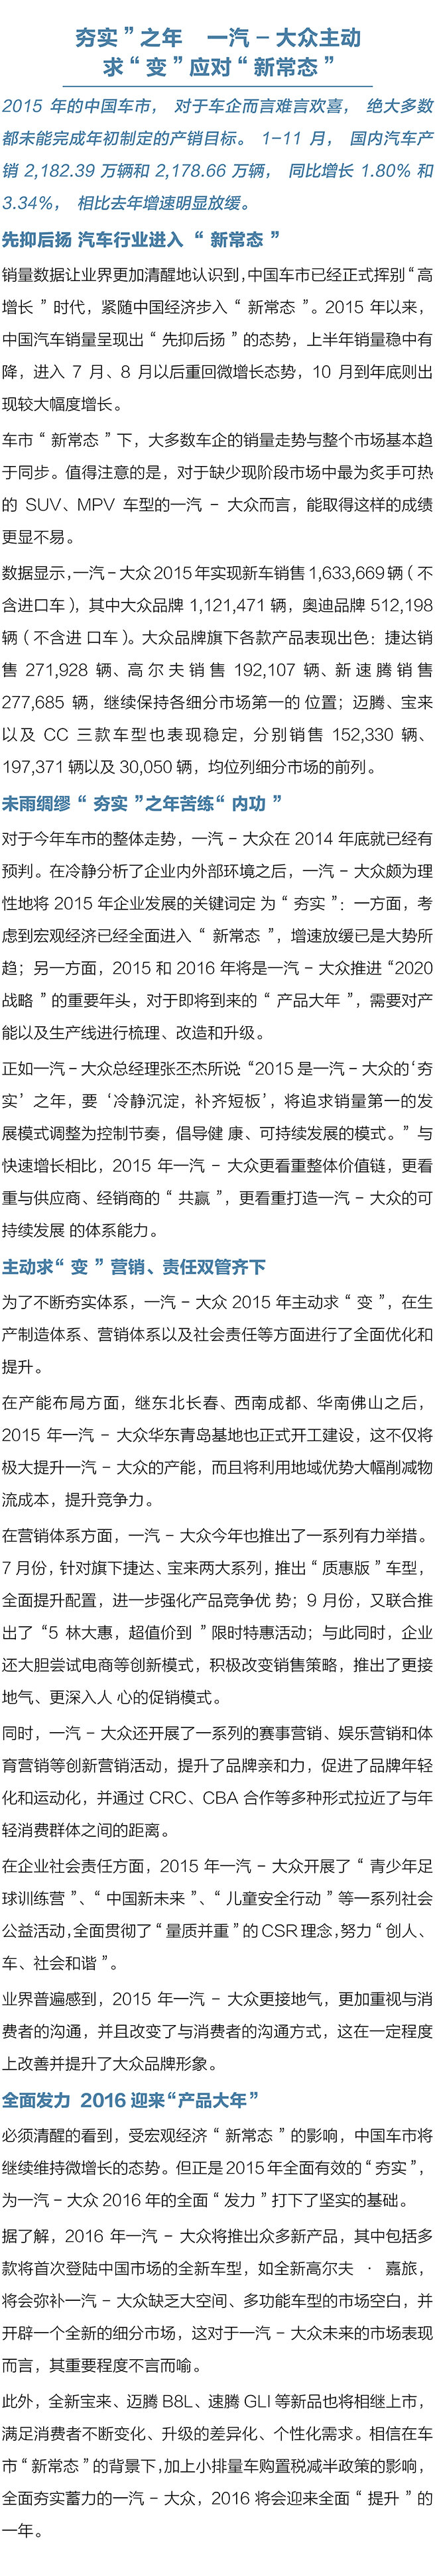 夯实”之年　一汽 – 大众主动
求“变”应对“新常态”
2015 年的中国车市， 对于车企而言难言欢喜， 绝大多数
都未能完成年初制定的产销目标。 1–11 月， 国内汽车产
销 2,182.39 万辆和 2,178.66 万辆， 同比增长 1.80% 和
3.34%， 相比去年增速明显放缓。
先抑后扬 汽车行业进入 “ 新常态 ”
销量数据让业界更加清醒地认识到,中国车市已经正式挥别“高
增长 ” 时代，紧随中国经济步入 “ 新常态 ”。2015 年以来，
中国汽车销量呈现出 “ 先抑后扬 ” 的态势，上半年销量稳中有
降，进入 7 月、8 月以后重回微增长态势，10 月到年底则出
现较大幅度增长。
车市 “ 新常态 ” 下，大多数车企的销量走势与整个市场基本趋
于同步。值得注意的是，对于缺少现阶段市场中最为炙手可热
的 SUV、MPV 车型的一汽 – 大众而言，能取得这样的成绩
更显不易。
数据显示,一汽–大众2015年实现新车销售1,633,669辆（不
含进口车），其中大众品牌 1,121,471 辆，奥迪品牌 512,198
辆（不含进 口车）。大众品牌旗下各款产品表现出色：捷达销
售 271,928 辆、高尔夫销售 192,107 辆、新速腾销售
277,685 辆，继续保持各细分市场第一的 位置；迈腾、宝来
以及 CC 三款车型也表现稳定，分别销售 152,330 辆、
197,371 辆以及 30,050 辆，均位列细分市场的前列。
未雨绸缪 “ 夯实 ”之年苦练“ 内功 ”
对于今年车市的整体走势，一汽 – 大众在 2014 年底就已经有
预判。在冷静分析了企业内外部环境之后，一汽 – 大众颇为理
性地将 2015 年企业发展的关键词定 为 “ 夯实 ”：一方面，考
虑到宏观经济已经全面进入 “ 新常态 ”，增速放缓已是大势所
趋；另一方面，2015 和 2016 年将是一汽 – 大众推进 “2020
战略 ” 的重要年头，对于即将到来的 “ 产品大年 ”，需要对产
能以及生产线进行梳理、改造和升级。
正如一汽–大众总经理张丕杰所说:“2015是一汽–大众的‘夯
实’ 之年，要 ‘冷静沉淀，补齐短板’，将追求销量第一的发
展模式调整为控制节奏，倡导健 康、可持续发展的模式。” 与
快速增长相比，2015 年一汽 – 大众更看重整体价值链，更看
重与供应商、经销商的 “ 共赢 ”，更看重打造一汽 – 大众的可
持续发展 的体系能力。
主动求“ 变 ” 营销、责任双管齐下
为了不断夯实体系，一汽 – 大众 2015 年主动求 “ 变 ”，在生
产制造体系、营销体系以及社会责任等方面进行了全面优化和
提升。
在产能布局方面，继东北长春、西南成都、华南佛山之后，
2015 年一汽 – 大众华东青岛基地也正式开工建设，这不仅将
极大提升一汽 – 大众的产能，而且将利用地域优势大幅削减物
流成本，提升竞争力。
在营销体系方面，一汽 – 大众今年也推出了一系列有力举措。
7 月份，针对旗下捷达、宝来两大系列，推出 “ 质惠版 ” 车型，
全面提升配置，进一步强化产品竞争优 势；9 月份，又联合推
出了 “5 林大惠，超值价到 ” 限时特惠活动；与此同时，企业
还大胆尝试电商等创新模式，积极改变销售策略，推出了更接
地气、更深入人 心的促销模式。
同时，一汽 – 大众还开展了一系列的赛事营销、娱乐营销和体
育营销等创新营销活动，提升了品牌亲和力，促进了品牌年轻
化和运动化，并通过 CRC、CBA 合作等多种形式拉近了与年
轻消费群体之间的距离。
在企业社会责任方面，2015 年一汽 – 大众开展了 “ 青少年足
球训练营 ”、“ 中国新未来 ”、“ 儿童安全行动 ” 等一系列社会
公益活动,全面贯彻了“量质并重”的CSR理念,努力“创人、
车、社会和谐 ”。
业界普遍感到，2015 年一汽 – 大众更接地气，更加重视与消
费者的沟通，并且改变了与消费者的沟通方式，这在一定程度
上改善并提升了大众品牌形象。
全面发力 2016 迎来“产品大年”
必须清醒的看到，受宏观经济 “ 新常态 ” 的影响，中国车市将
继续维持微增长的态势。但正是2015年全面有效的“夯实”，
为一汽 – 大众 2016 年的全面 “ 发力 ” 打下了坚实的基础。
据了解，2016 年一汽 – 大众将推出众多新产品，其中包括多
款将首次登陆中国市场的全新车型，如全新高尔夫 · 嘉旅，
将会弥补一汽 – 大众缺乏大空间、多功能车型的市场空白，并
开辟一个全新的细分市场，这对于一汽 – 大众未来的市场表现
而言，其重要程度不言而喻。
此外，全新宝来、迈腾 B8L、速腾 GLI 等新品也将相继上市，
满足消费者不断变化、升级的差异化、个性化需求。相信在车
市“新常态”的背景下,加上小排量车购置税减半政策的影响，
全面夯实蓄力的一汽 – 大众，2016 将会迎来全面 “ 提升 ” 的
一年。